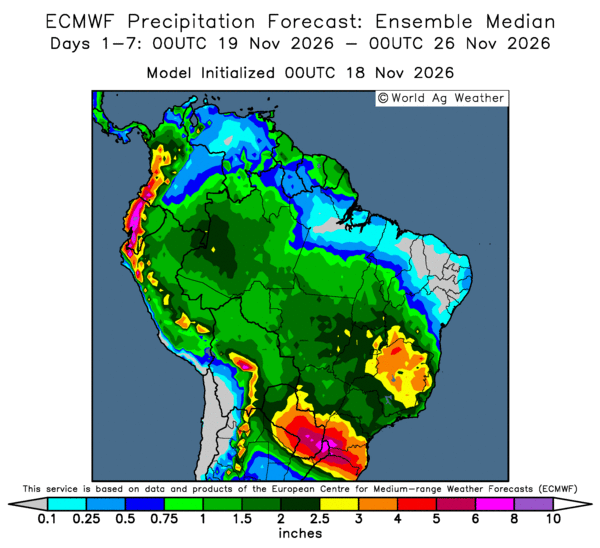 ECMWF Precipitation Forecast: Ensemble Median
Days 1-7: 00UTC 19 Nov 2026 - 00UTC 26 Nov 2026
Model Initialized 00UTC 18 Nov 2026
© World Ag Weather
This service is based on data and products of the European Centre for Medium-range Weather Forecasts (ECMWF)
0.1 0.25 0.5 0.75 1 1.5 2 2.5 3 4 5 6 8 10
inches